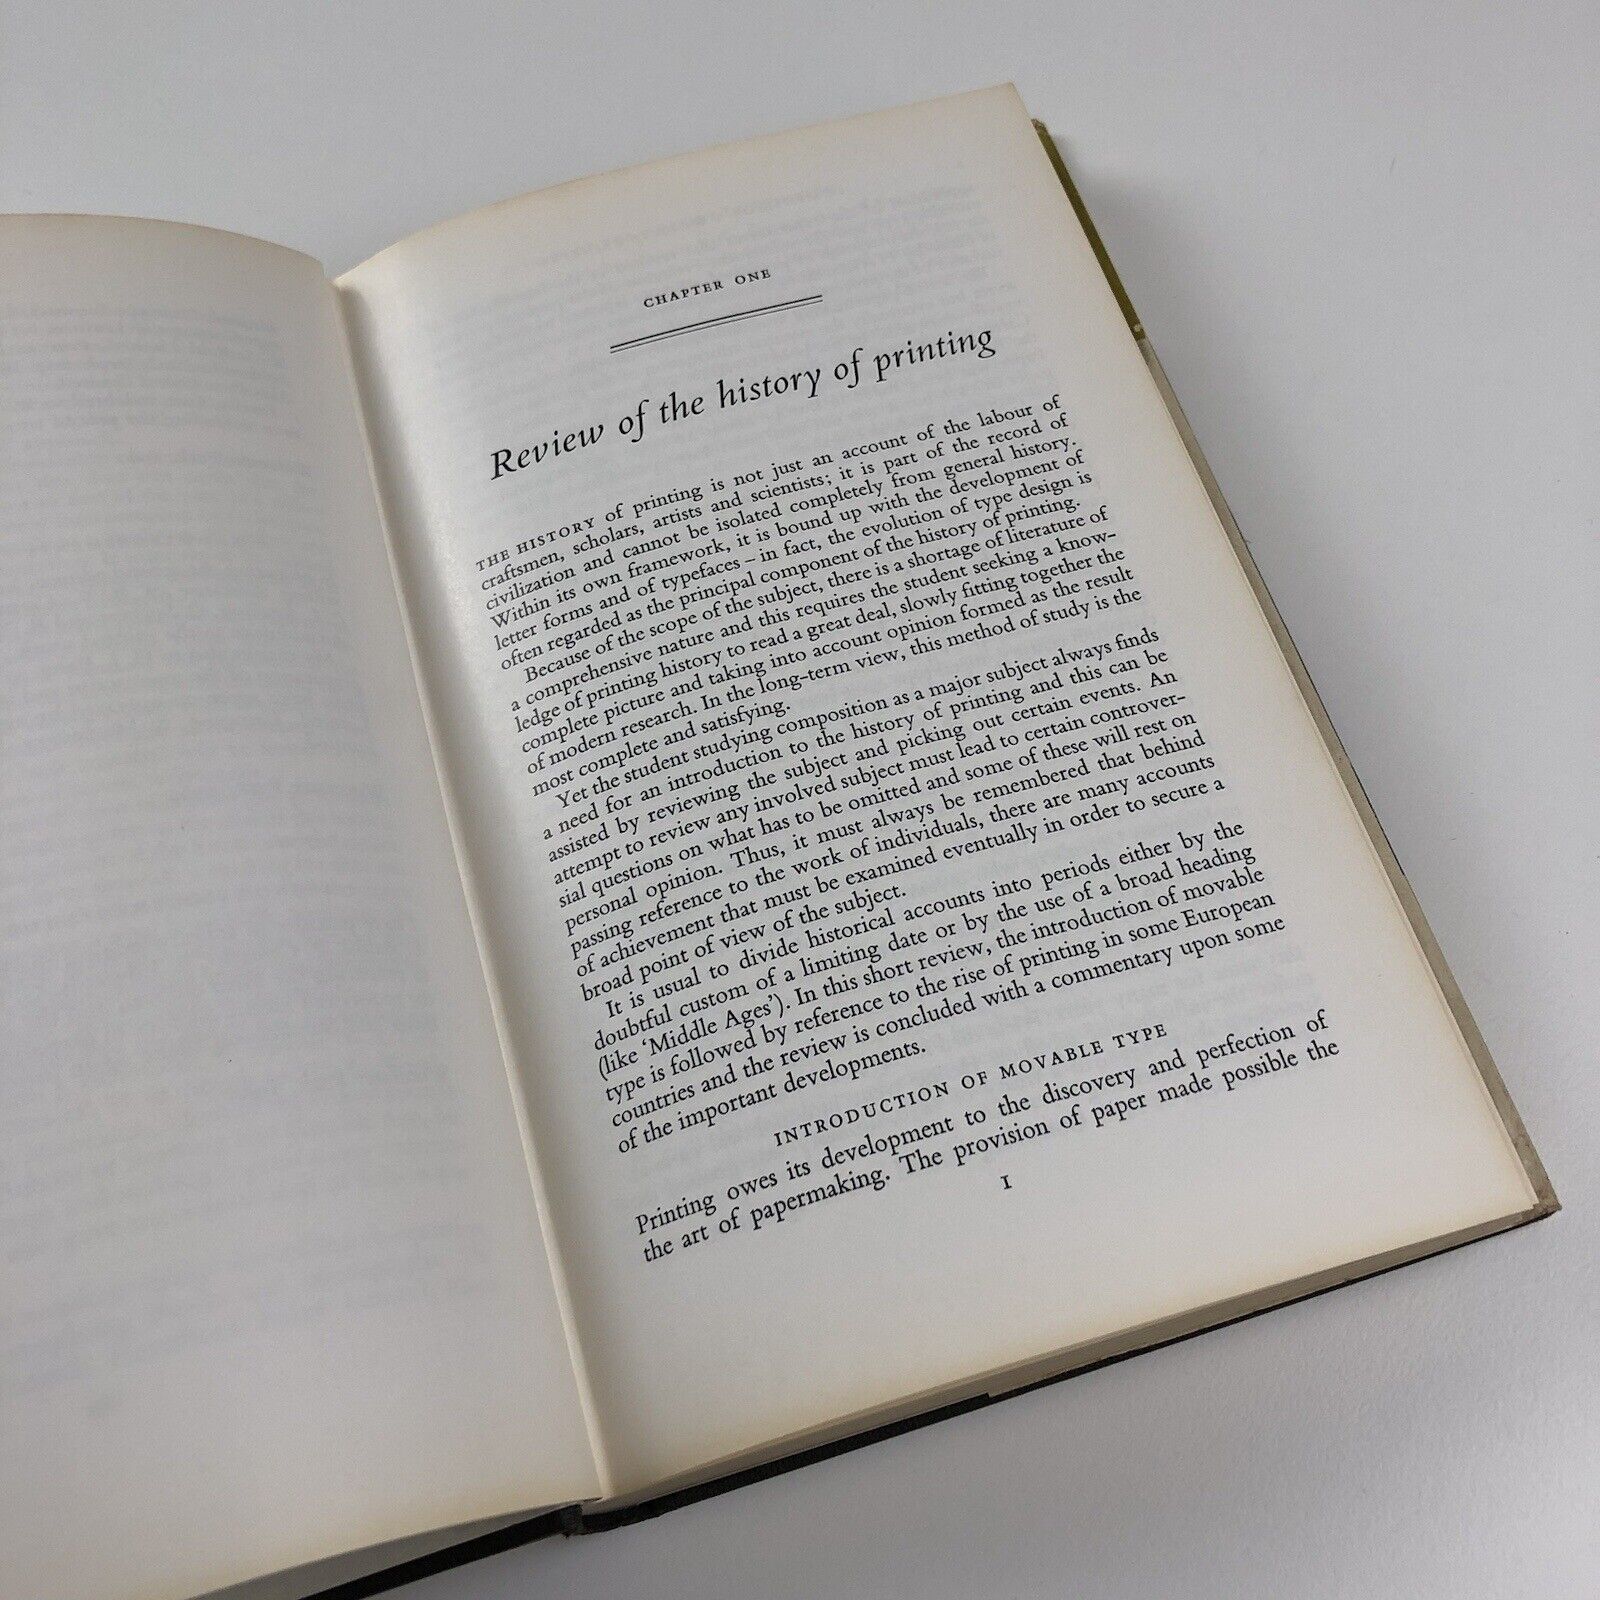 CHAPTER ONE
Review of the history of printing
THE HISTORY of printing is not just an account of the labour of
craftsmen, scholars, artists and scientists; it is part of the record of
civilization and cannot be isolated completely from general history.
Within its own framework, it is bound up with the development of
letter forms and of typefaces – in fact, the evolution of type design is
often regarded as the principal component of the history of printing.
Because of the scope of the subject, there is a shortage of literature of
a comprehensive nature and this requires the student seeking a know-
ledge of printing history to read a great deal, slowly fitting together the
complete picture and taking into account opinion formed as the result
of modern research. In the long-term view, this method of study is the
most complete and satisfying.
Yet the student studying composition as a major subject always finds
a need for an introduction to the history of printing and this can be
assisted by reviewing the subject and picking out certain events. An
attempt to review any involved subject must lead to certain controver-
sial questions on what has to be omitted and some of these will rest on
personal opinion. Thus, it must always be remembered that behind
passing reference to the work of individuals, there are many accounts
of achievement that must be examined eventually in order to secure a
broad point of view of the subject.
It is usual to divide historical accounts into periods either by the
doubtful custom of a limiting date or by the use of a broad heading
(like ‘Middle Ages’). In this short review, the introduction of movable
type is followed by reference to the rise of printing in some European
countries and the review is concluded with a commentary upon some
of the important developments.
INTRODUCTION OF MOVABLE TYPE
Printing owes its development to the discovery and perfection of
the art of papermaking. The provision of paper made possible the
1